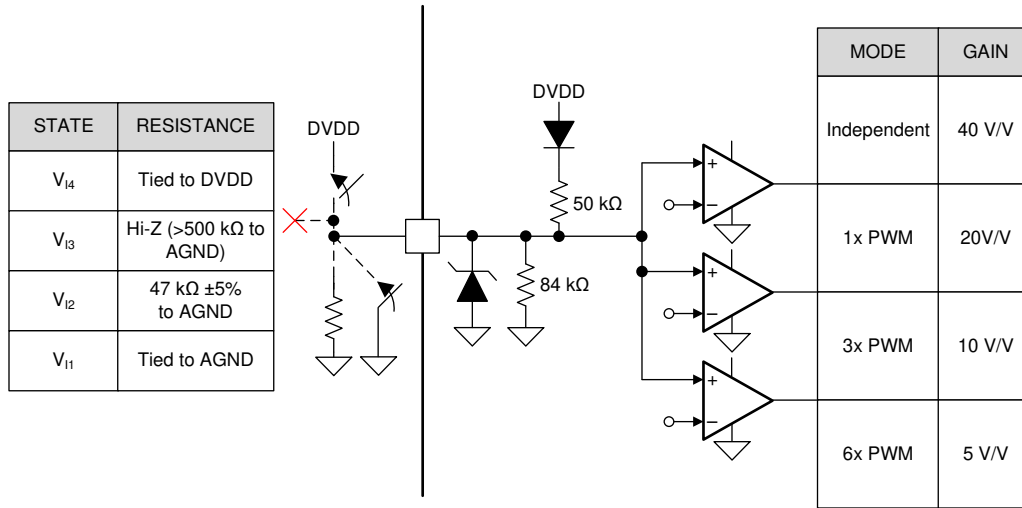 STATE RESISTANCE
V_I4 Tied to DVDD
V_I3 Hi-Z (>500 kΩ to
AGND)
V_I2 47 kΩ ±5%
to AGND
V_I1 Tied to AGND
DVDD
DVDD
50 kΩ
84 kΩ
+
−
+
−
+
−
MODE GAIN
Independent 40 V/V
1x PWM 20V/V
3x PWM 10 V/V
6x PWM 5 V/V